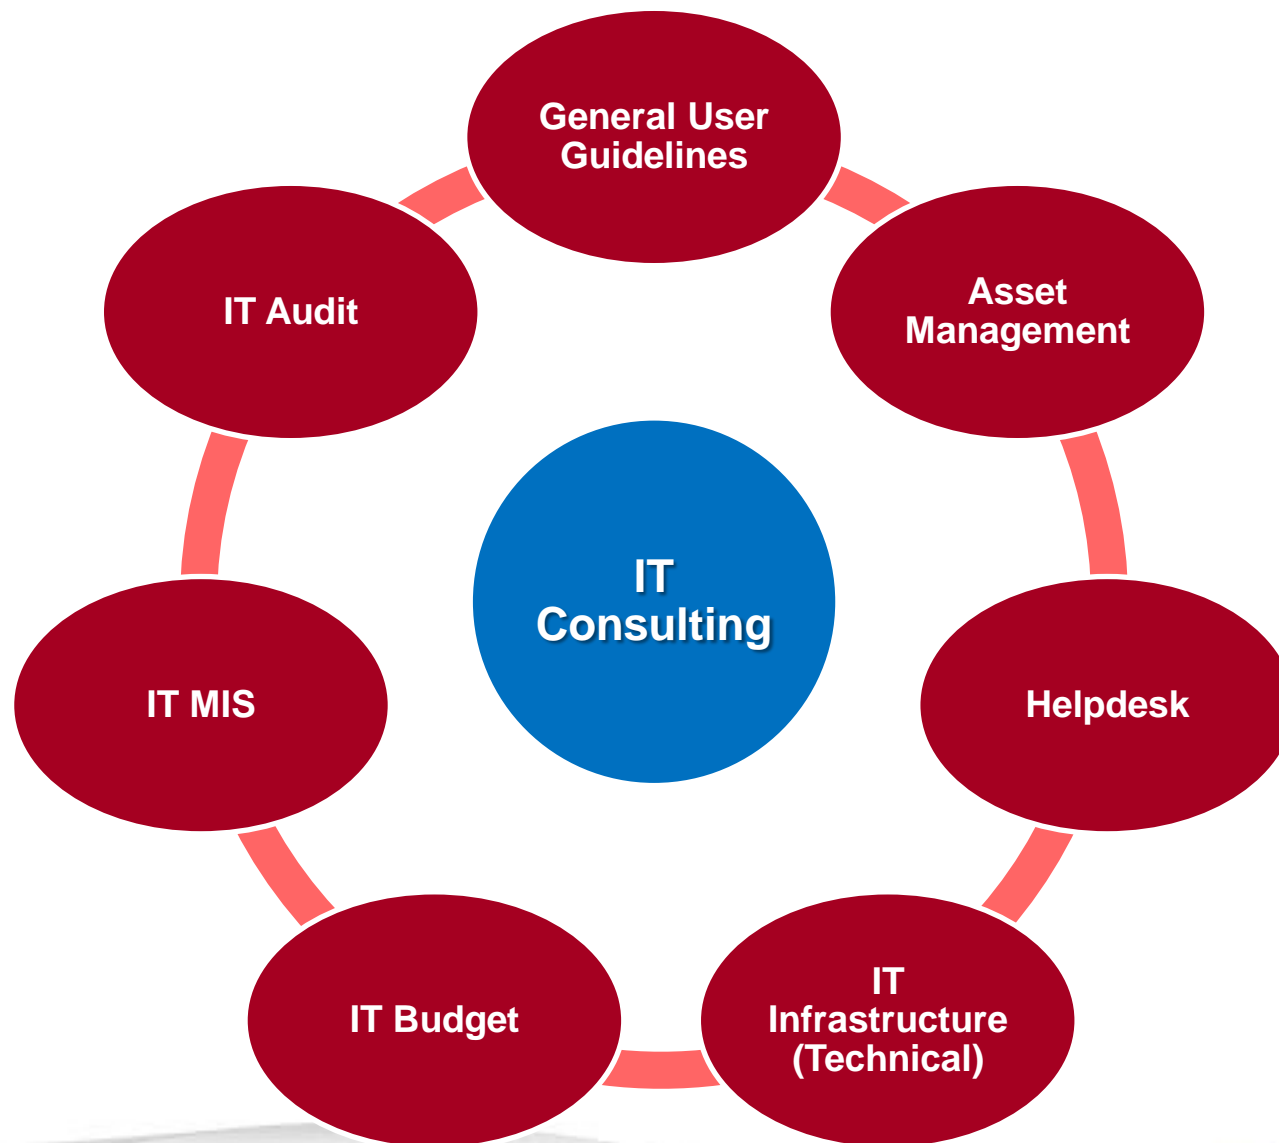 General User
Guidelines
Asset
Management
Helpdesk
IT
Infrastructure
(Technical)
IT Budget
IT MIS
IT Audit
IT
Consulting